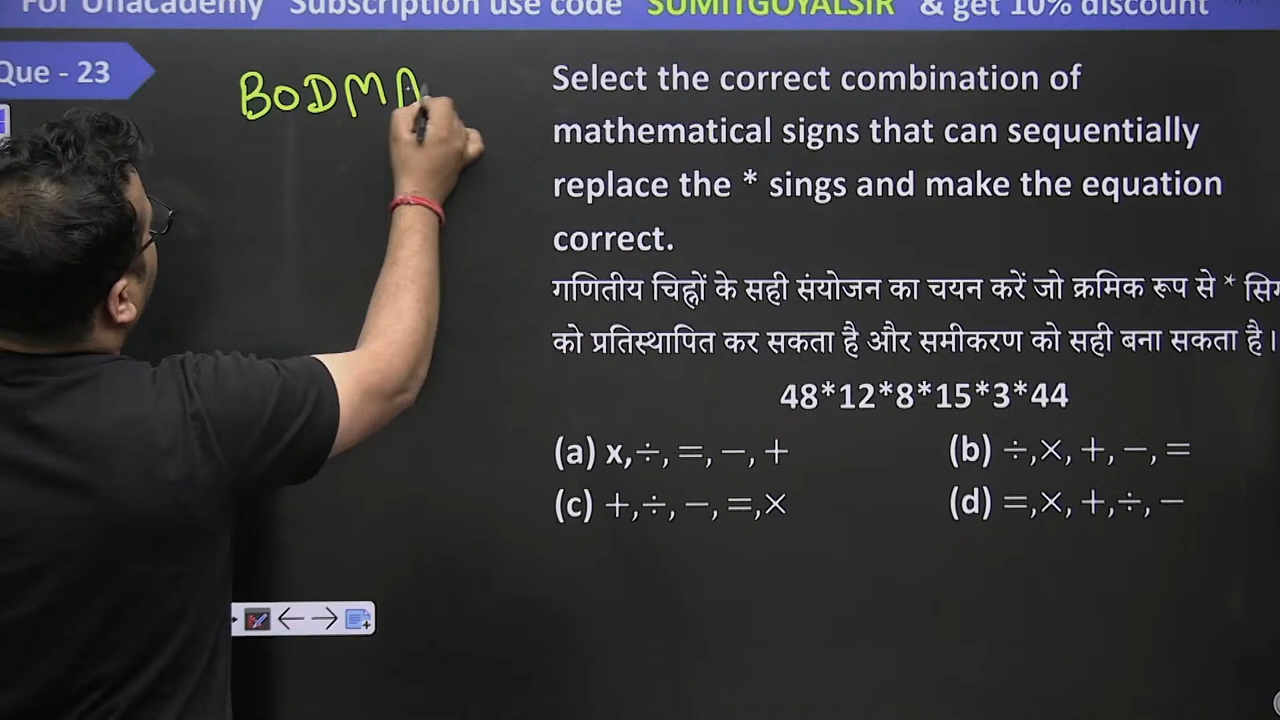 For Unacademy Subscription use code SUMITGOYALSIR & get 10% discount
Que - 23
BODMA
Select the correct combination of
mathematical signs that can sequentially
replace the * sings and make the equation
correct.
गणितीय चिह्नों के सही संयोजन का चयन करें जो क्रमिक रूप से *
को प्रतिस्थापित कर सकता है और समीकरण को सही बना सकता है।
48*12*8*15*3*44
(a) x,÷, =, −, +
(b) ÷,×, +, −, =
(c) +,÷, −, =,×
(d) =,×, +,÷, −